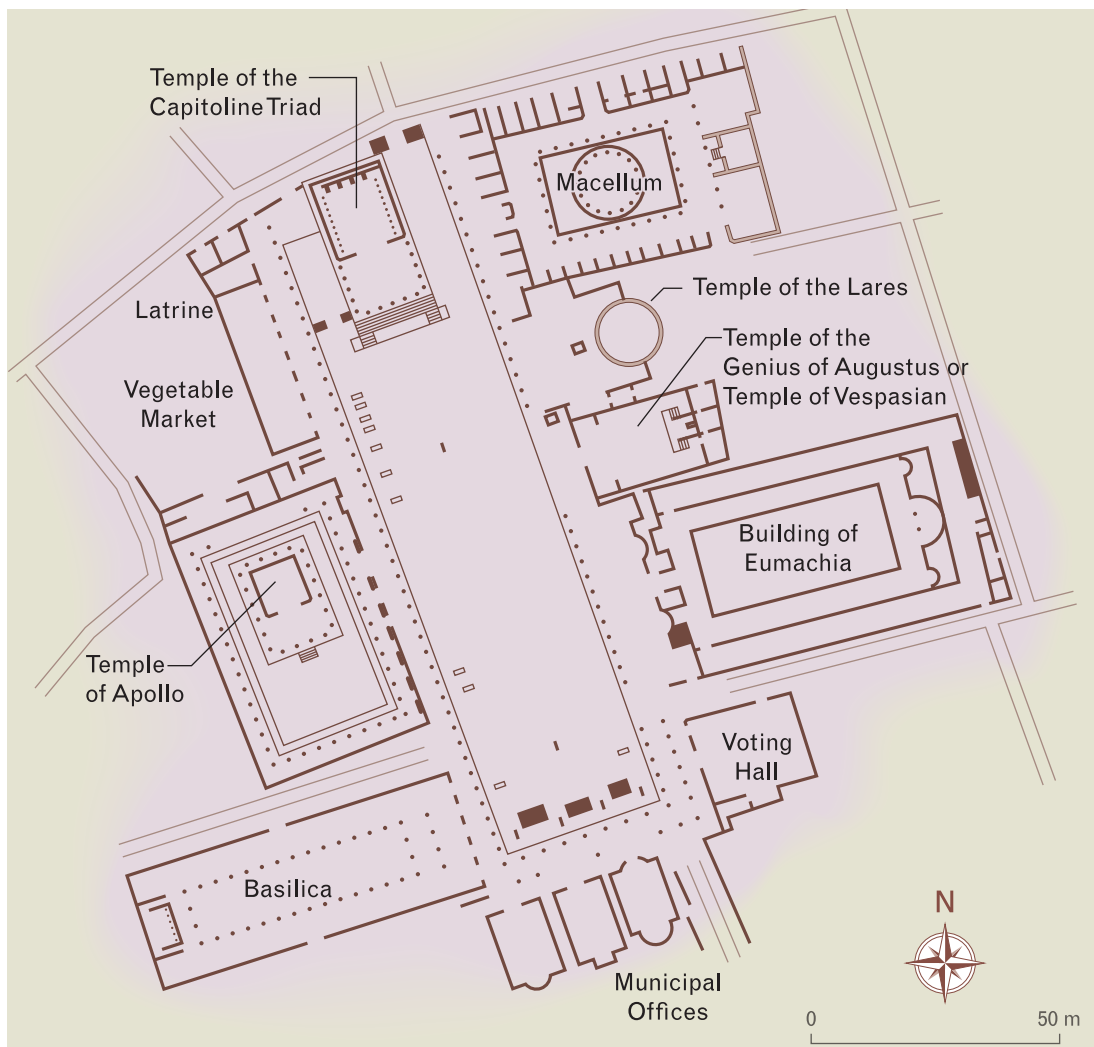 Temple of the
Capitoline Triad
Macellum
Latrine
Temple of the Lares
Temple of the
Genius of Augustus or
Temple of Vespasian
Vegetable
Market
Building of
Eumachia
Temple
of Apollo
Voting
Hall
Basilica
N
Municipal
Offices
0
50 m